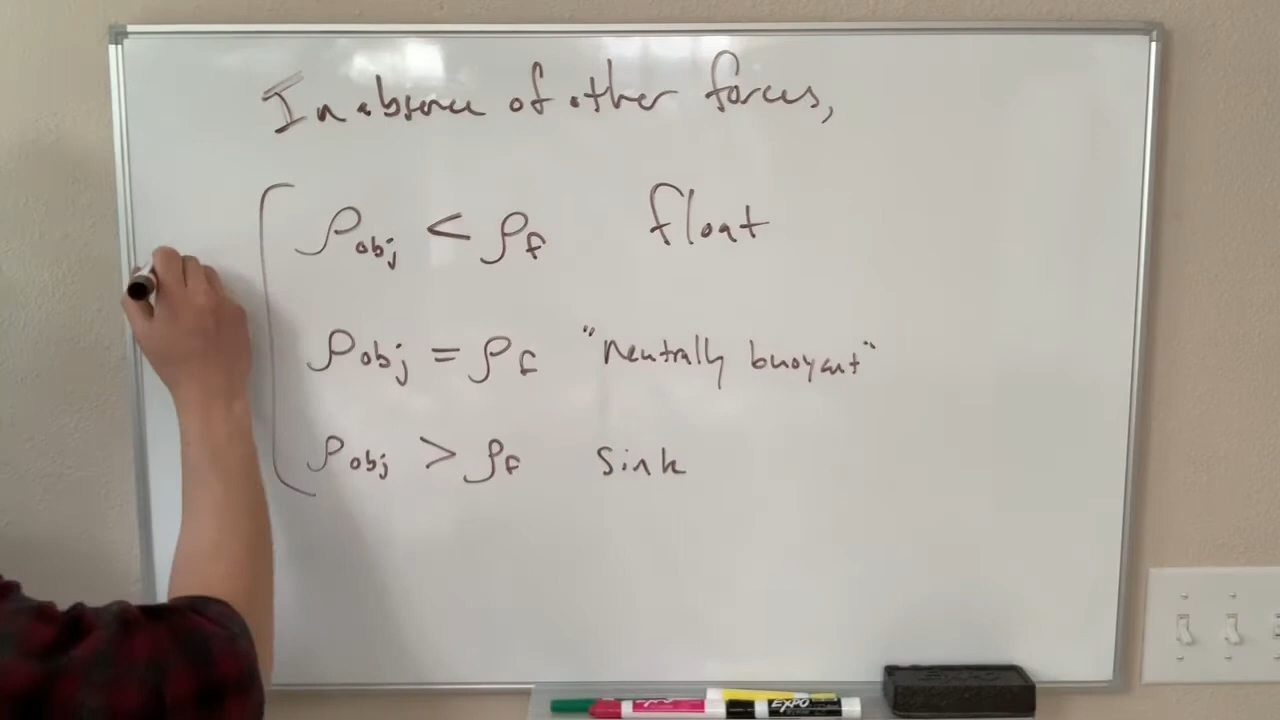 In absence of other forces,
ρobj < ρf float
ρobj = ρf "neutrally buoyant"
ρobj > ρf sink
EXPO